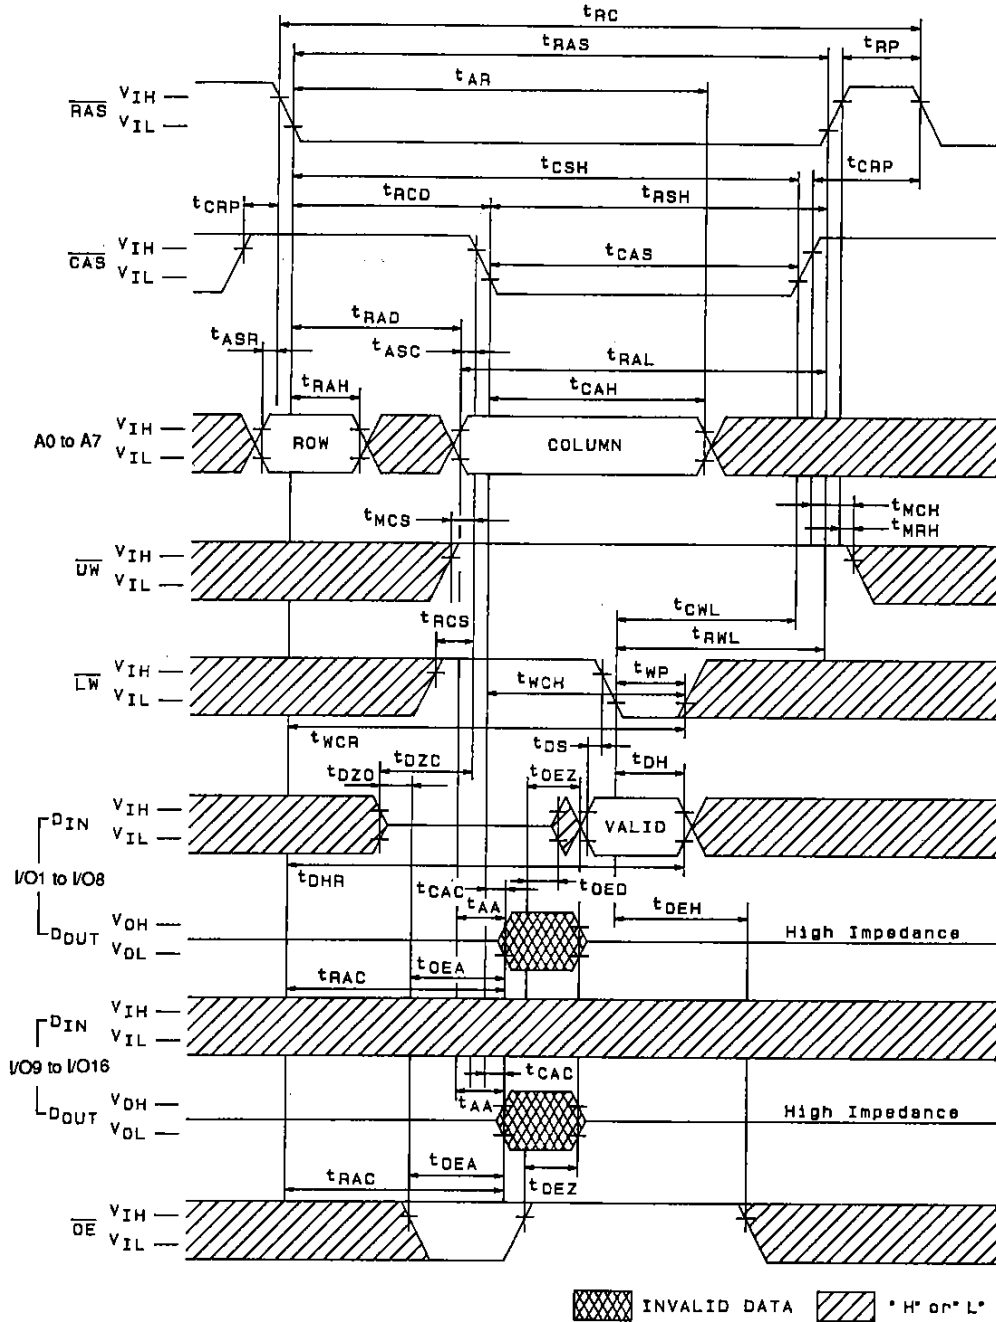 tRC
tRAS
tRP
tAR
RAS
VIH
VIL
tCSH
tCRP
tCRP
tRCD
tRSH
CAS
VIH
VIL
tCAS
tRAD
tASR
tASC
tRAL
tRAH
tCAH
A0 to A7
VIH
VIL
ROW
COLUMN
tMCS
tMCH
tMRH
UW
VIH
VIL
tCWL
tRCS
tRWL
LW
VIH
VIL
tWP
tWCH
tWCR
tDS
tDZC
tDZO
tOEZ
tDH
DIN
VIH
VIL
VALID
I/O1 to I/O8
tDHR
tCAC
tOED
tAA
tOEH
DOUT
VOH
VOL
High Impedance
tOEA
tRAC
DIN
VIH
VIL
I/O9 to I/O16
tCAC
tAA
DOUT
VOH
VOL
High Impedance
tOEA
tRAC
tOEZ
OE
VIH
VIL
INVALID DATA
"H" or "L"